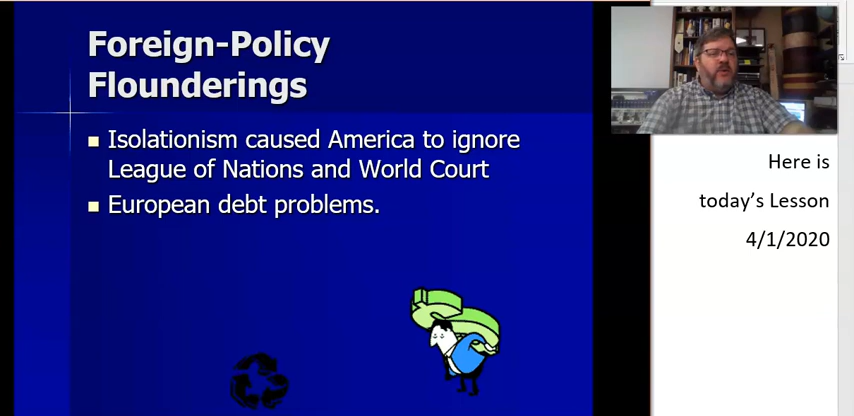 Foreign-Policy
Flounderings
Isolationism caused America to ignore
League of Nations and World Court
European debt problems.
Here is
today's Lesson
4/1/2020